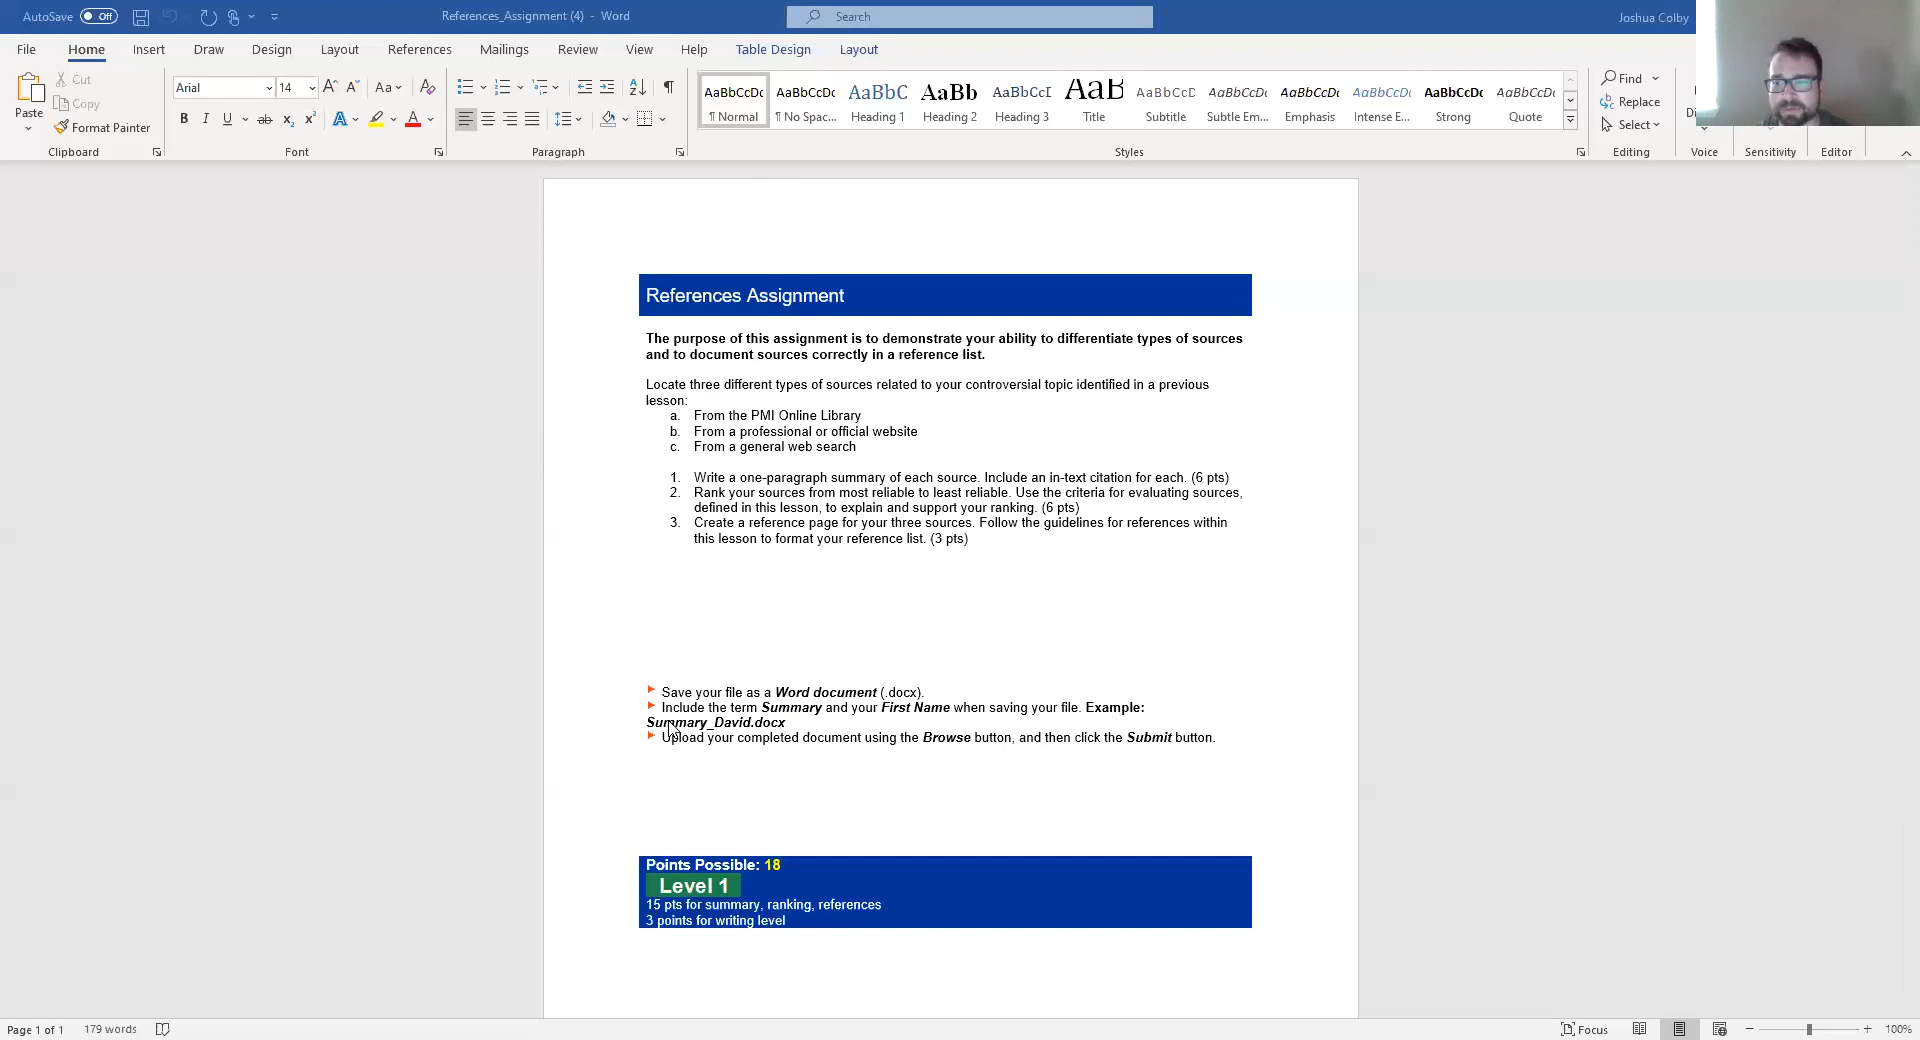 AutoSave Off References_Assignment (4) - Word Search Joshua Colby
File Home Insert Draw Design Layout References Mailings Review View Help Table Design Layout
Paste
Cut
Copy
Format Painter
Clipboard
Arial 14
Font
Paragraph
AaBbCcDc AaBbCcDc AaBbC AaBb AaBbCcI AaB AaBbCcD AaBbCcDc AaBbCcDc AaBbCcDc AaBbCcDc AaBbCcDc
¶ Normal ¶ No Spac... Heading 1 Heading 2 Heading 3 Title Subtitle Subtle Em... Emphasis Intense E... Strong Quote
Styles
Find
Replace
Select
Editing
Voice Sensitivity Editor
References Assignment
The purpose of this assignment is to demonstrate your ability to differentiate types of sources
and to document sources correctly in a reference list.
Locate three different types of sources related to your controversial topic identified in a previous
lesson:
a. From the PMI Online Library
b. From a professional or official website
c. From a general web search
1. Write a one-paragraph summary of each source. Include an in-text citation for each. (6 pts)
2. Rank your sources from most reliable to least reliable. Use the criteria for evaluating sources,
defined in this lesson, to explain and support your ranking. (6 pts)
3. Create a reference page for your three sources. Follow the guidelines for references within
this lesson to format your reference list. (3 pts)
Save your file as a Word document (.docx).
Include the term Summary and your First Name when saving your file. Example:
Summary_David.docx
Upload your completed document using the Browse button, and then click the Submit button.
Points Possible: 18
Level 1
15 pts for summary, ranking, references
3 points for writing level
Page 1 of 1 179 words Focus 100%